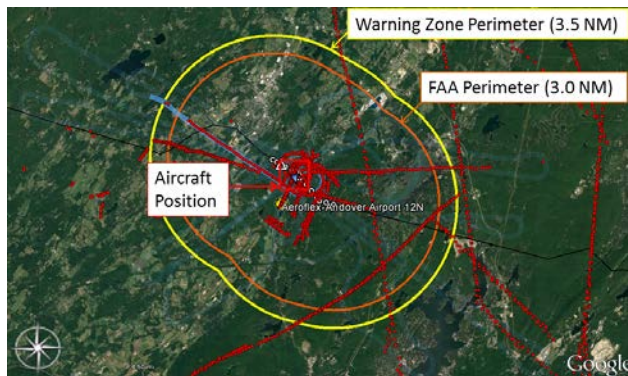 Warning Zone Perimeter (3.5 NM)
FAA Perimeter (3.0 NM)
Aircraft
Position
Aeroflex-Andover Airport 12N
Google